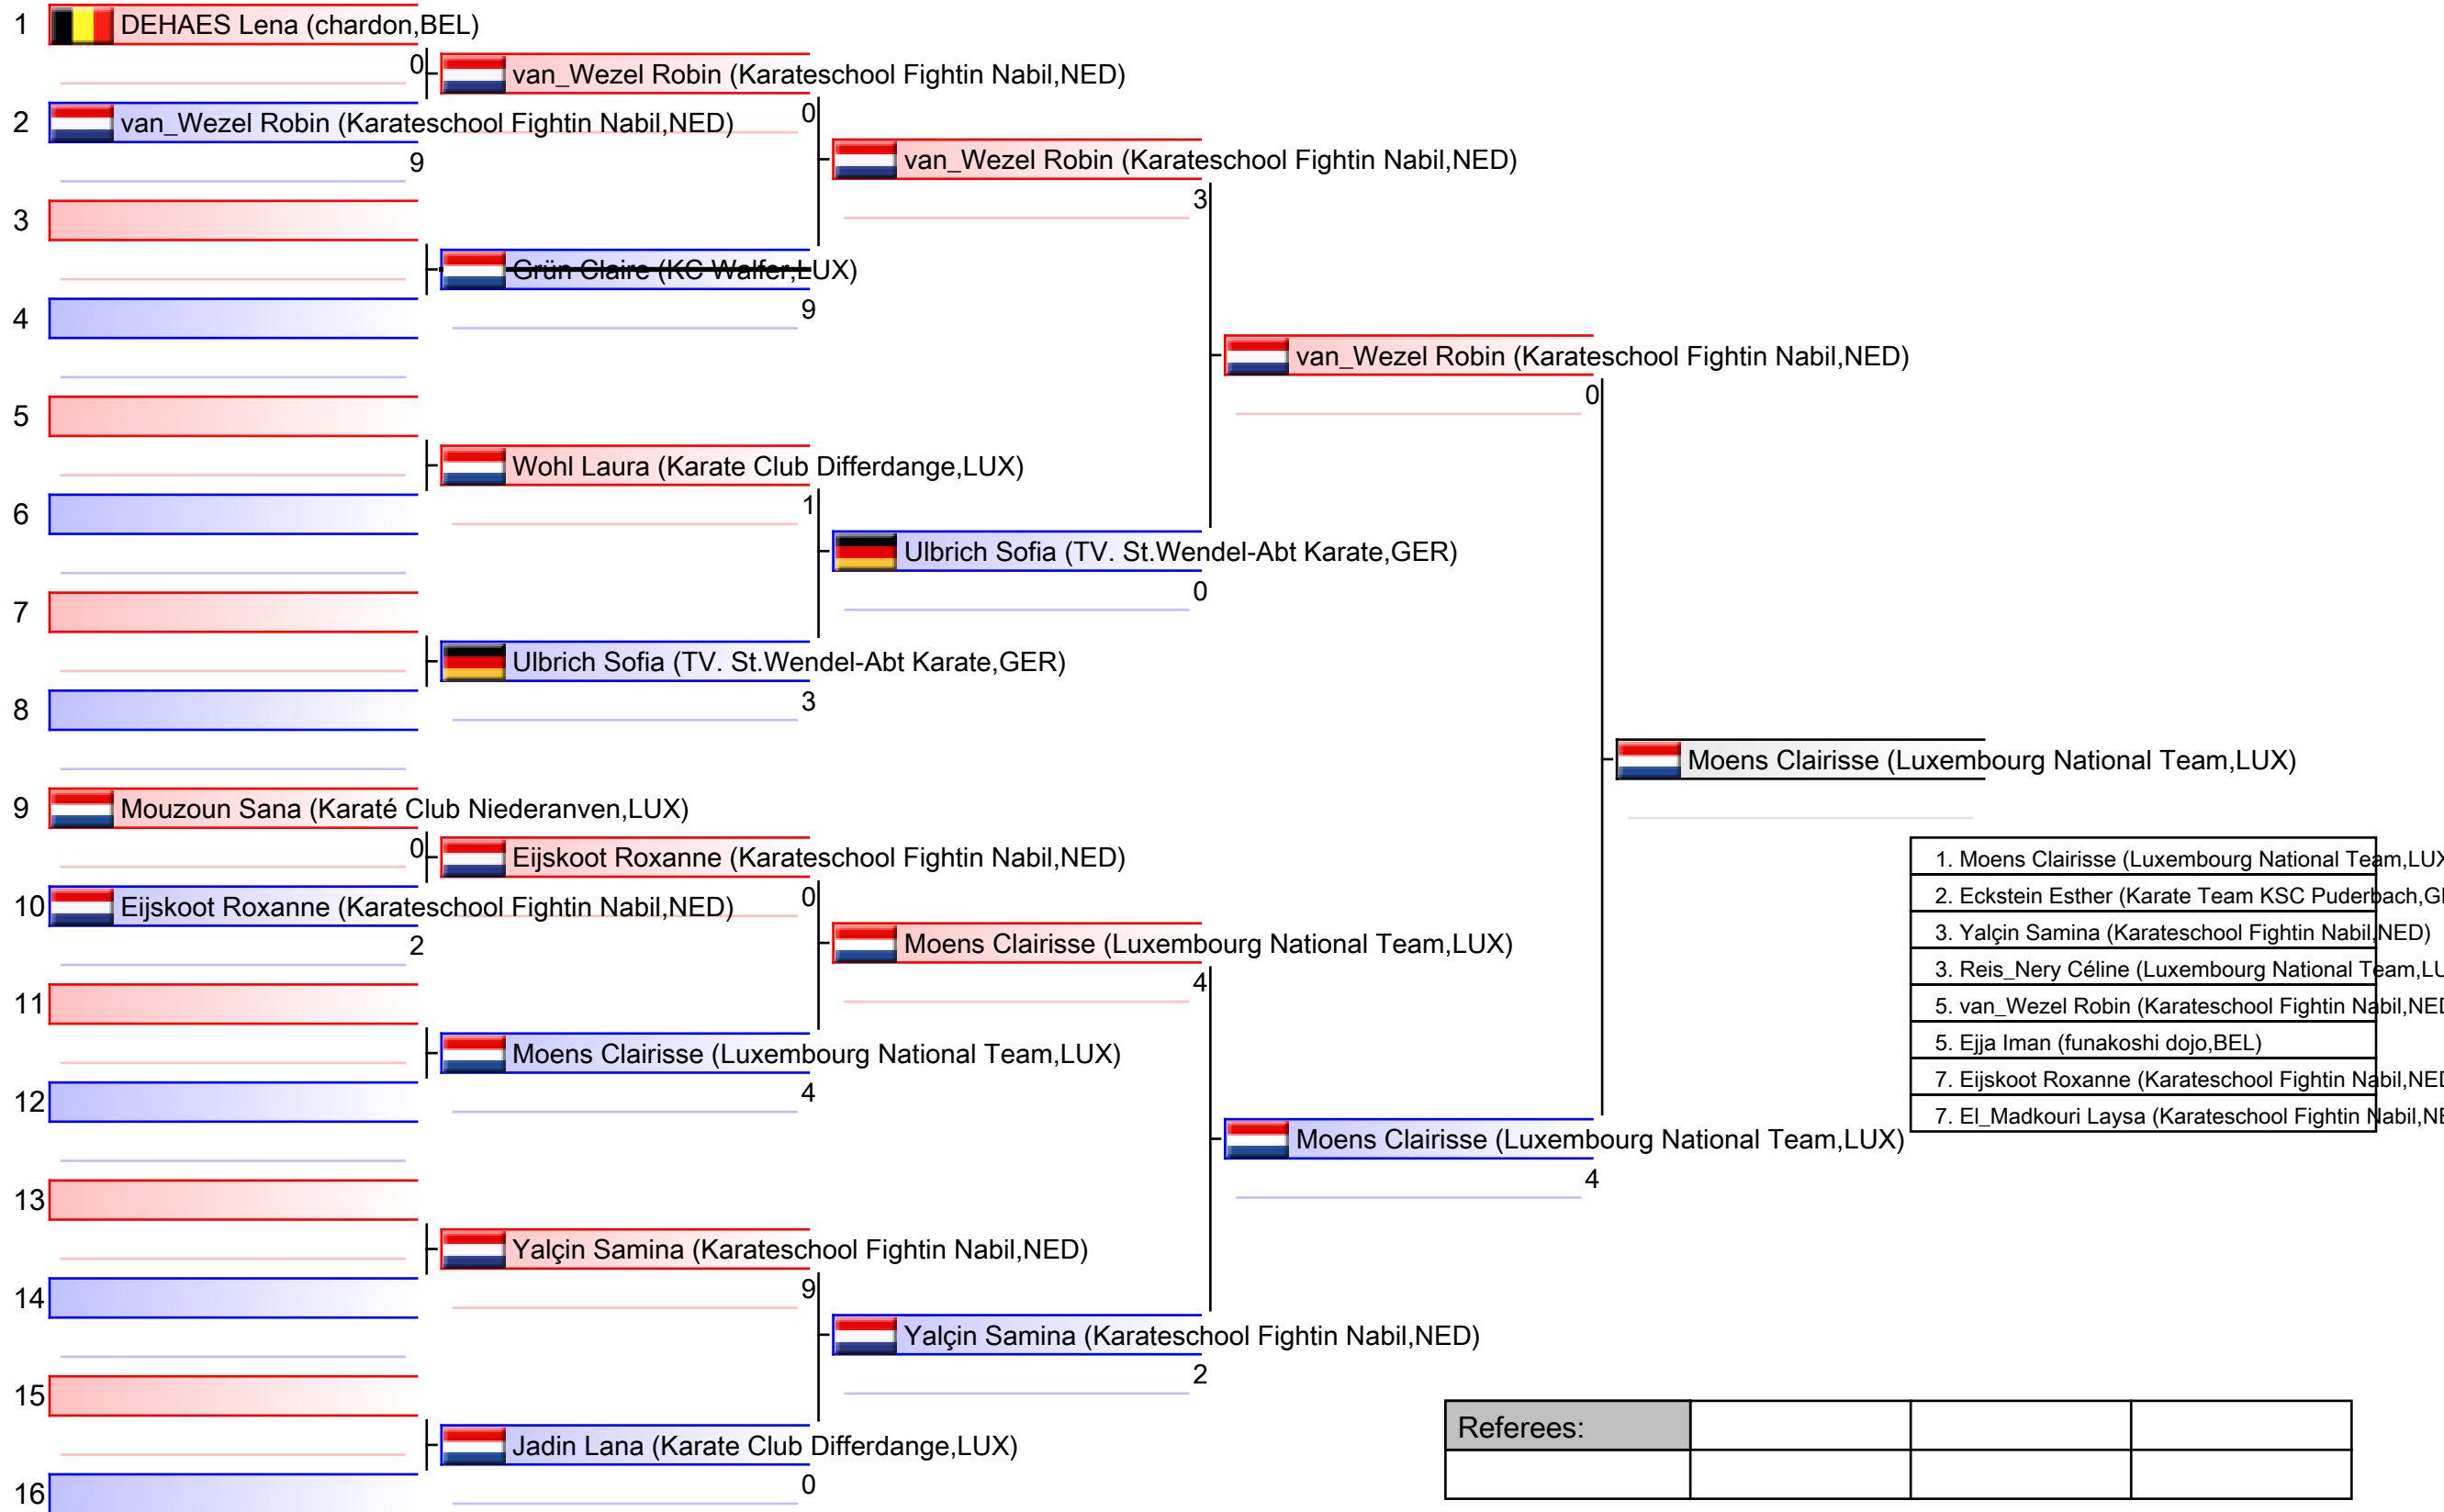 1 DEHAES Lena (chardon,BEL)
0
van_Wezel Robin (Karateschool Fightin Nabil,NED)
0
2 van_Wezel Robin (Karateschool Fightin Nabil,NED)
9
van_Wezel Robin (Karateschool Fightin Nabil,NED)
3
3
Grün Claire (KC Walfer,LUX)
9
4
van_Wezel Robin (Karateschool Fightin Nabil,NED)
0
5
Wohl Laura (Karate Club Differdange,LUX)
1
6
Ulbrich Sofia (TV. St.Wendel-Abt Karate,GER)
0
7
Ulbrich Sofia (TV. St.Wendel-Abt Karate,GER)
3
8
Moens Clairisse (Luxembourg National Team,LUX)
9 Mouzoun Sana (Karaté Club Niederanven,LUX)
0
Eijskoot Roxanne (Karateschool Fightin Nabil,NED)
0
10 Eijskoot Roxanne (Karateschool Fightin Nabil,NED)
2
Moens Clairisse (Luxembourg National Team,LUX)
4
11
Moens Clairisse (Luxembourg National Team,LUX)
4
12
Moens Clairisse (Luxembourg National Team,LUX)
4
13
Yalçin Samina (Karateschool Fightin Nabil,NED)
9
14
Yalçin Samina (Karateschool Fightin Nabil,NED)
2
15
Jadin Lana (Karate Club Differdange,LUX)
0
16
1. Moens Clairisse (Luxembourg National Team,LUX
2. Eckstein Esther (Karate Team KSC Puderbach,G
3. Yalçin Samina (Karateschool Fightin Nabil,NED)
3. Reis_Nery Céline (Luxembourg National Team,LU
5. van_Wezel Robin (Karateschool Fightin Nabil,NE
5. Ejja Iman (funakoshi dojo,BEL)
7. Eijskoot Roxanne (Karateschool Fightin Nabil,NE
7. El_Madkouri Laysa (Karateschool Fightin Nabil,N
Referees: